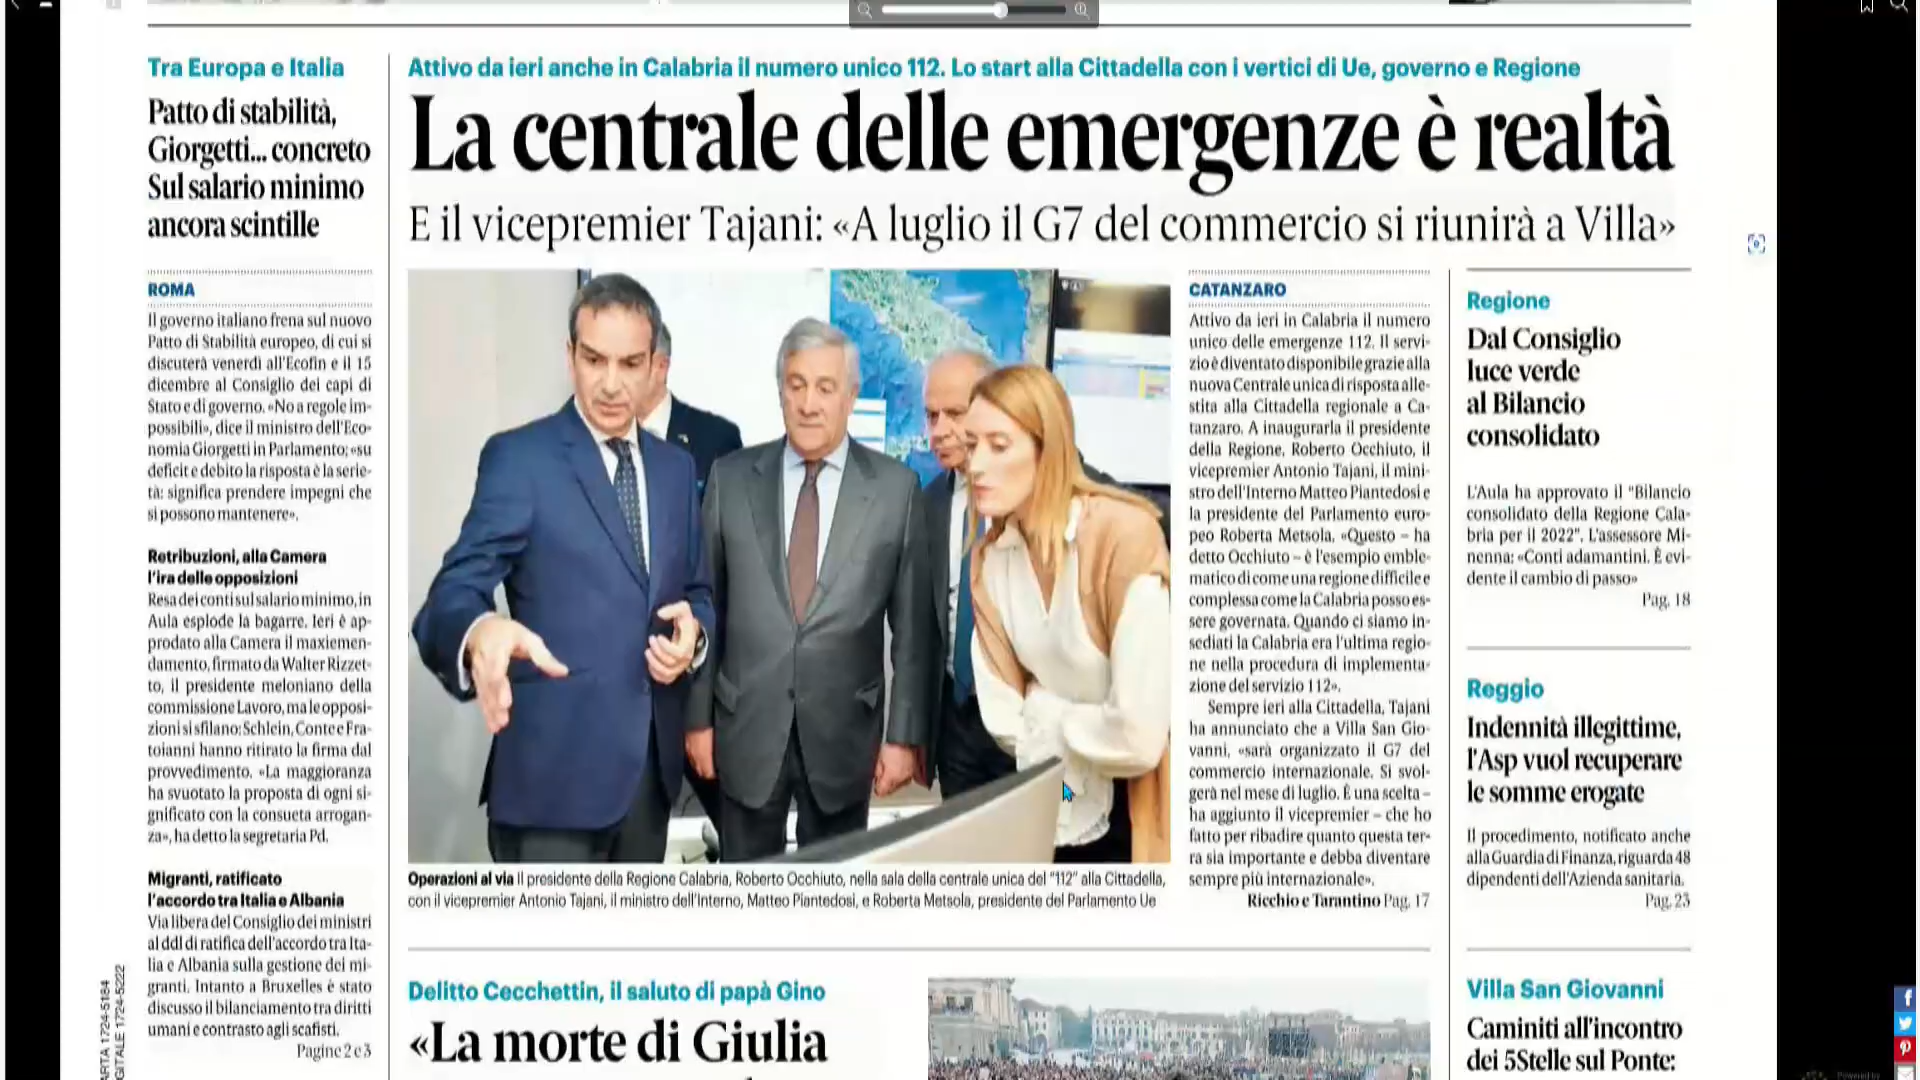 Tra Europa e Italia
Patto di stabilità,
Giorgetti... concreto
Sul salario minimo
ancora scintille
ROMA
Il governo italiano frena sul nuovo
Patto di Stabilità europeo, di cui si
discuterà venerdì all'Ecofin e il 15
dicembre al Consiglio dei capi di
Stato e di governo. «No a regole im-
possibili», dice il ministro dell'Eco-
nomia Giorgetti in Parlamento; «su
deficit e debito la risposta è la serie-
tà: significa prendere impegni che
si possono mantenere».
Retribuzioni, alla Camera
l'ira delle opposizioni
Resa dei conti sul salario minimo, in
Aula esplode la bagarre. Ieri è ap-
prodato alla Camera il maxiemen-
damento, firmato da Walter Rizzet-
to, il presidente meloniano della
commissione Lavoro, ma le opposi-
zioni si sfilano: Schlein, Conte e Fra-
toianni hanno ritirato la firma dal
provvedimento. «La maggioranza
ha svuotato la proposta di ogni si-
gnificato con la consueta arrogan-
za», ha detto la segretaria Pd.
Migranti, ratificato
l'accordo tra Italia e Albania
Via libera del Consiglio dei ministri
al ddl di ratifica dell'accordo tra Ita-
lia e Albania sulla gestione dei mi-
granti. Intanto a Bruxelles è stato
discusso il bilanciamento tra diritti
umani e contrasto agli scafisti.
Pagine 2 e 3
Attivo da ieri anche in Calabria il numero unico 112. Lo start alla Cittadella con i vertici di Ue, governo e Regione
La centrale delle emergenze è realtà
E il vicepremier Tajani: «A luglio il G7 del commercio si riunirà a Villa»
Operazioni al via Il presidente della Regione Calabria, Roberto Occhiuto, nella sala della centrale unica del "112" alla Cittadella,
con il vicepremier Antonio Tajani, il ministro dell'Interno, Matteo Piantedosi, e Roberta Metsola, presidente del Parlamento Ue
CATANZARO
Attivo da ieri in Calabria il numero
unico delle emergenze 112. Il servi-
zio è diventato disponibile grazie alla
nuova Centrale unica di risposta alle-
stita alla Cittadella regionale a Ca-
tanzaro. A inaugurarla il presidente
della Regione, Roberto Occhiuto, il
vicepremier Antonio Tajani, il mini-
stro dell'Interno Matteo Piantedosi e
la presidente del Parlamento euro-
peo Roberta Metsola. «Questo – ha
detto Occhiuto – è l'esempio emble-
matico di come una regione difficile e
complessa come la Calabria posso es-
sere governata. Quando ci siamo in-
sediati la Calabria era l'ultima regio-
ne nella procedura di implementa-
zione del servizio 112».
Sempre ieri alla Cittadella, Tajani
ha annunciato che a Villa San Gio-
vanni, «sarà organizzato il G7 del
commercio internazionale. Si svol-
gerà nel mese di luglio. È una scelta –
ha aggiunto il vicepremier – che ho
fatto per ribadire quanto questa ter-
ra sia importante e debba diventare
sempre più internazionale».
Ricchio e Tarantino Pag. 17
Regione
Dal Consiglio
luce verde
al Bilancio
consolidato
L'Aula ha approvato il "Bilancio
consolidato della Regione Cala-
bria per il 2022". L'assessore Mi-
nenna: «Conti adamantini. È evi-
dente il cambio di passo»
Pag. 18
Reggio
Indennità illegittime,
l'Asp vuol recuperare
le somme erogate
Il procedimento, notificato anche
alla Guardia di Finanza, riguarda 48
dipendenti dell'Azienda sanitaria.
Pag. 23
Delitto Cecchettin, il saluto di papà Gino
«La morte di Giulia
Villa San Giovanni
Caminiti all'incontro
dei 5Stelle sul Ponte:
ARTA 1724-5184
GITALE 1724-5222
Powered by